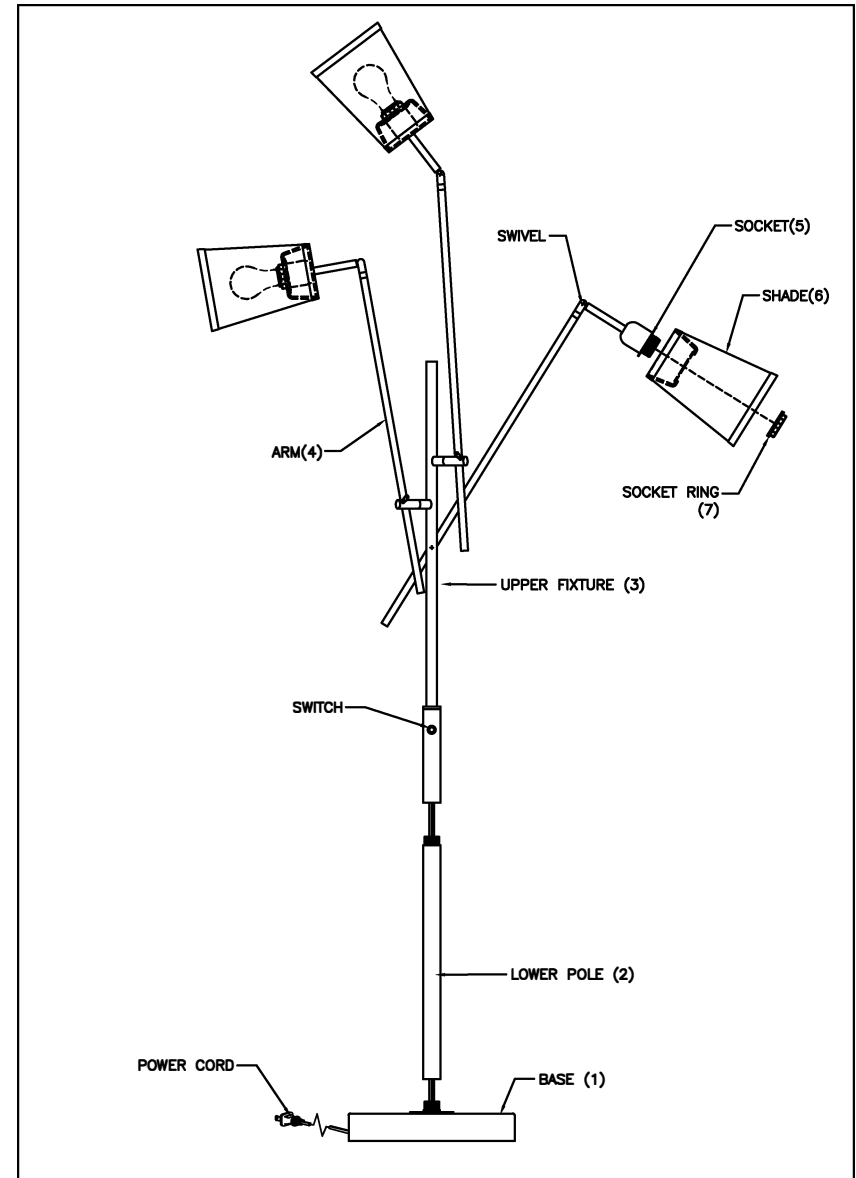 SWIVEL
SOCKET(5)
SHADE(6)
ARM(4)
SOCKET RING
(7)
UPPER FIXTURE (3)
SWITCH
LOWER POLE (2)
POWER CORD
BASE (1)